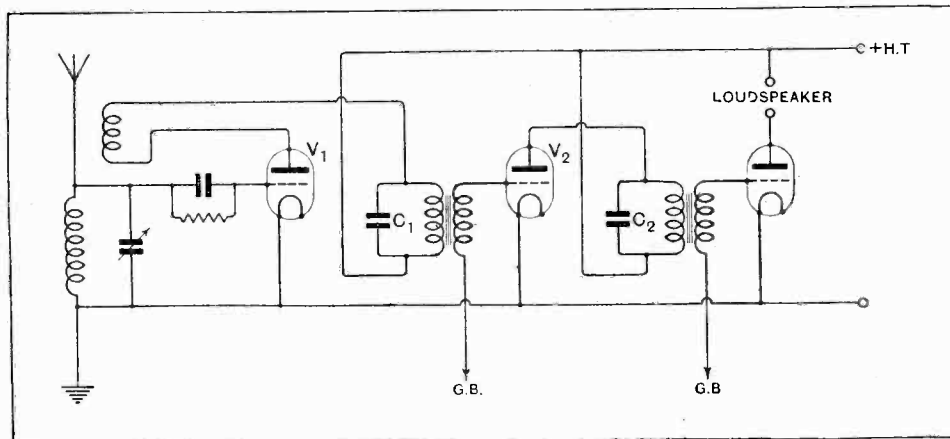 +H.T
LOUDSPEAKER
V1
V2
C1
C2
G.B.
G.B